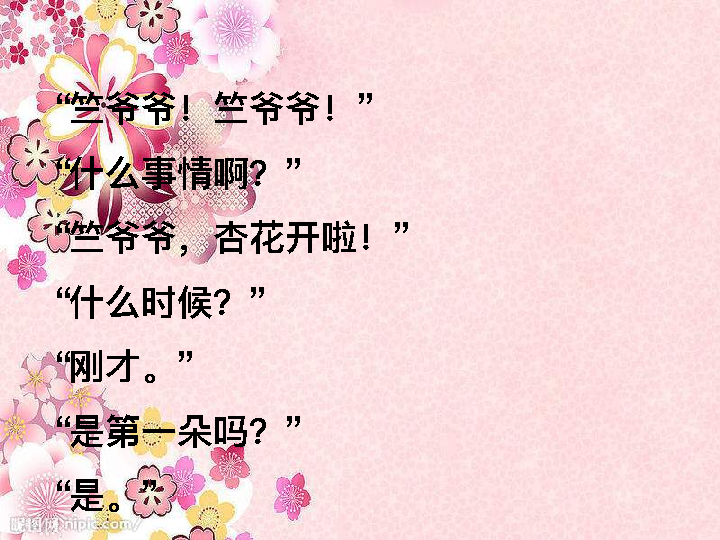 “竺爷爷！竺爷爷！”
“什么事情啊？”
“竺爷爷，杏花开啦！”
“什么时候？”
“刚才。”
“是第一朵吗？”
“是。”
昵图网 nipic.com/